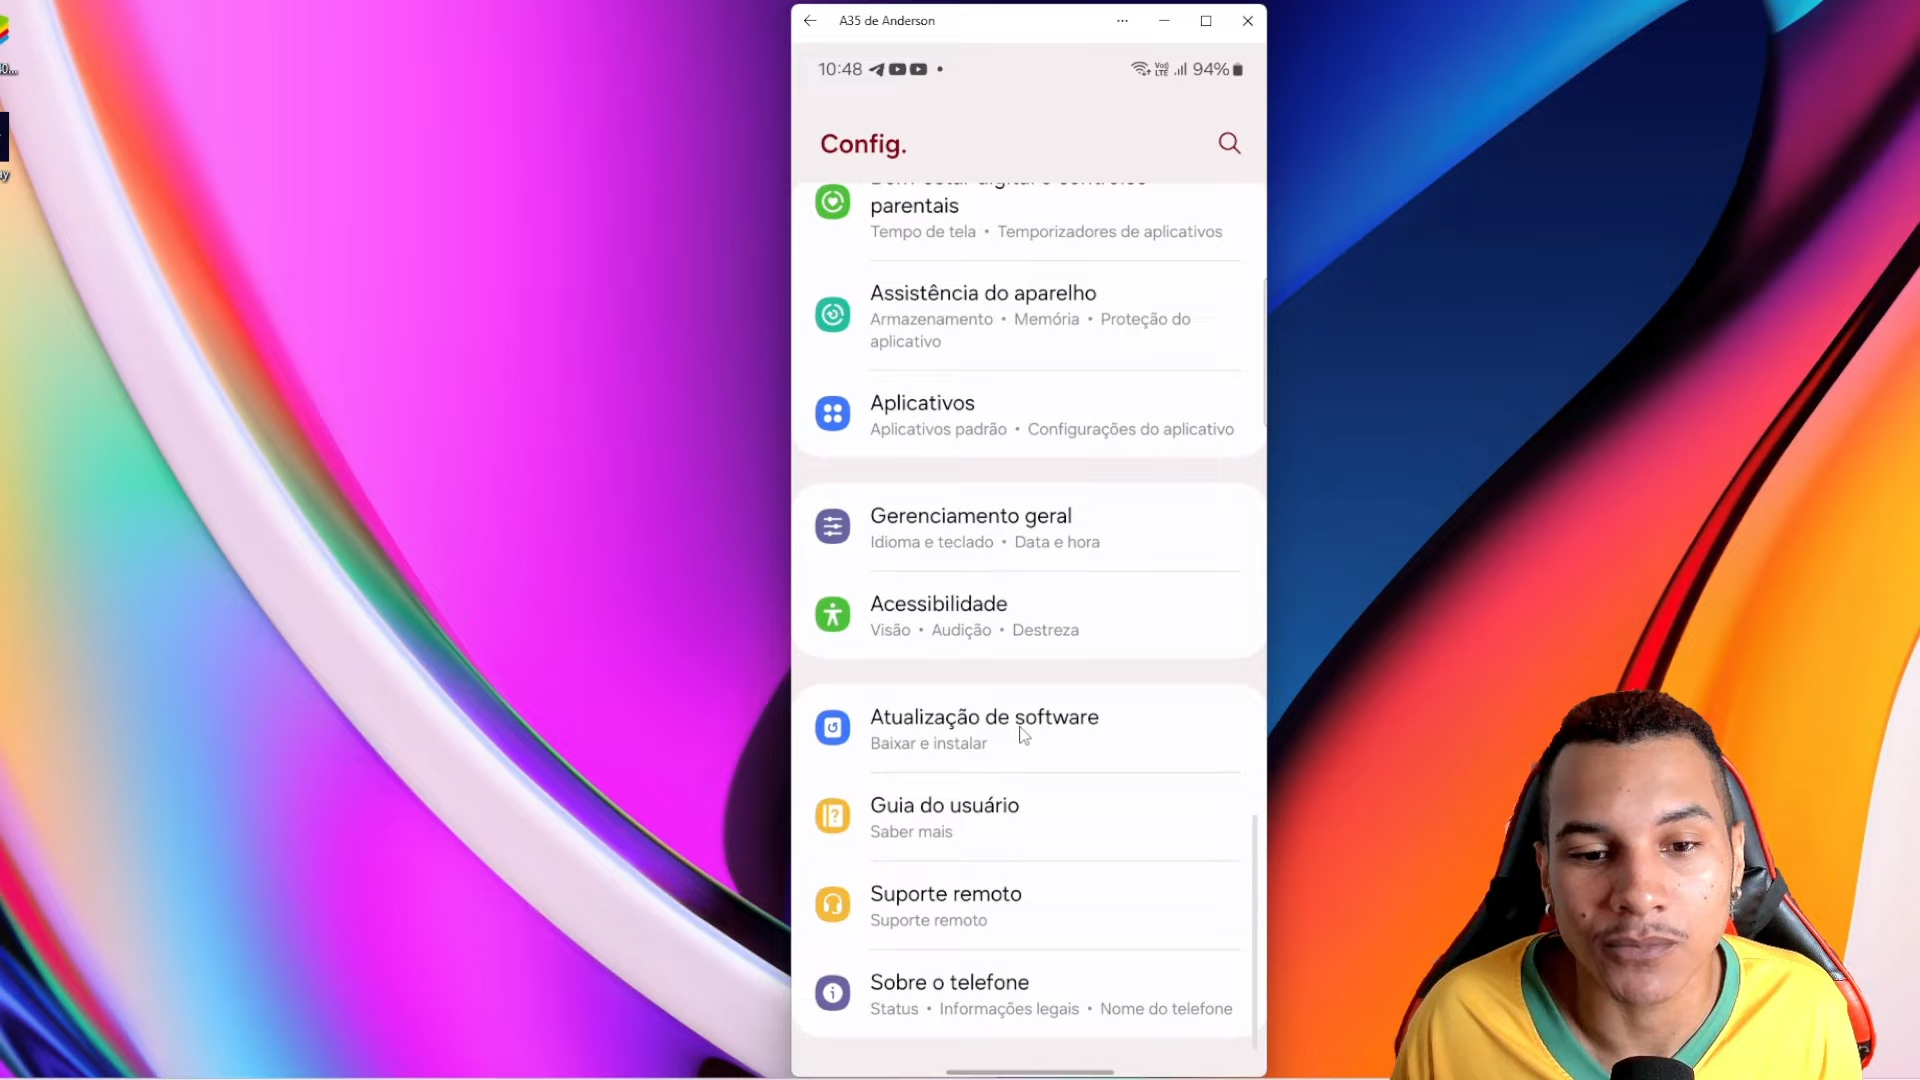 A35 de Anderson
10:48
94%
Config.
parentais
Tempo de tela • Temporizadores de aplicativos
Assistência do aparelho
Armazenamento • Memória • Proteção do
aplicativo
Aplicativos
Aplicativos padrão • Configurações do aplicativo
Gerenciamento geral
Idioma e teclado • Data e hora
Acessibilidade
Visão • Audição • Destreza
Atualização de software
Baixar e instalar
Guia do usuário
Saber mais
Suporte remoto
Suporte remoto
Sobre o telefone
Status • Informações legais • Nome do telefone